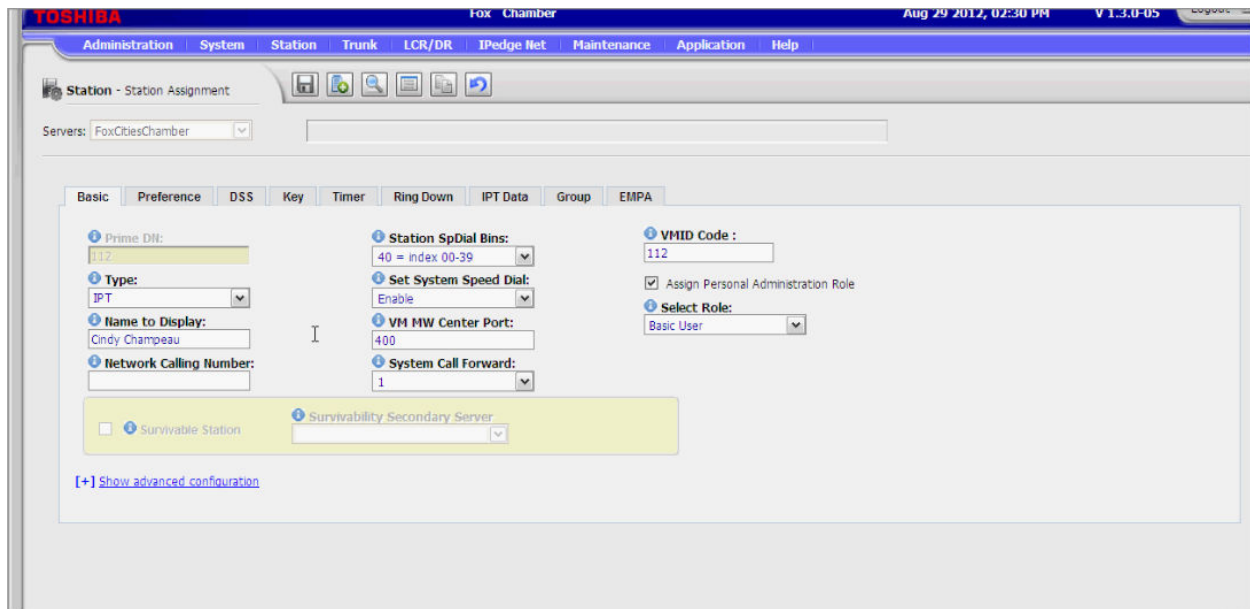 TOSHIBA Fox Chamber Aug 29 2012, 02:30 PM V 1.3.0-05 Logout
Administration System Station Trunk LCR/DR IPedge Net Maintenance Application Help
Station - Station Assignment
Servers: FoxCitiesChamber
Basic Preference DSS Key Timer Ring Down IPT Data Group EMPA
Prime DN: Station SpDial Bins: VMID Code :
112 40 = index 00-39 112
Type: Set System Speed Dial: Assign Personal Administration Role
IPT Enable Select Role:
Name to Display: VM MW Center Port: Basic User
Cindy Champeau 400
Network Calling Number: System Call Forward:
1
Survivable Station Survivability Secondary Server
[+] Show advanced configuration